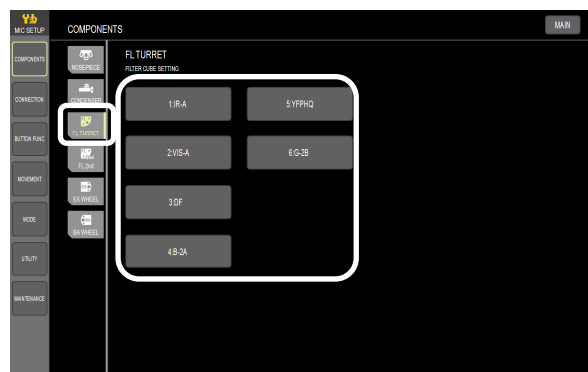 MIC SETUP
COMPONENTS
MAIN
COMPONENTS
CONNECTION
BUTTON FUNC
MOVEMENT
MODE
UTILITY
MAINTENANCE
NOSEPIECE
CONDENSER
FL TURRET
FL 2nd
EX WHEEL
BA WHEEL
FL TURRET
FILTER CUBE SETTING
1:IR-A
5:YFPHQ
2:VIS-A
6:G-2B
3:DF
4:B-2A